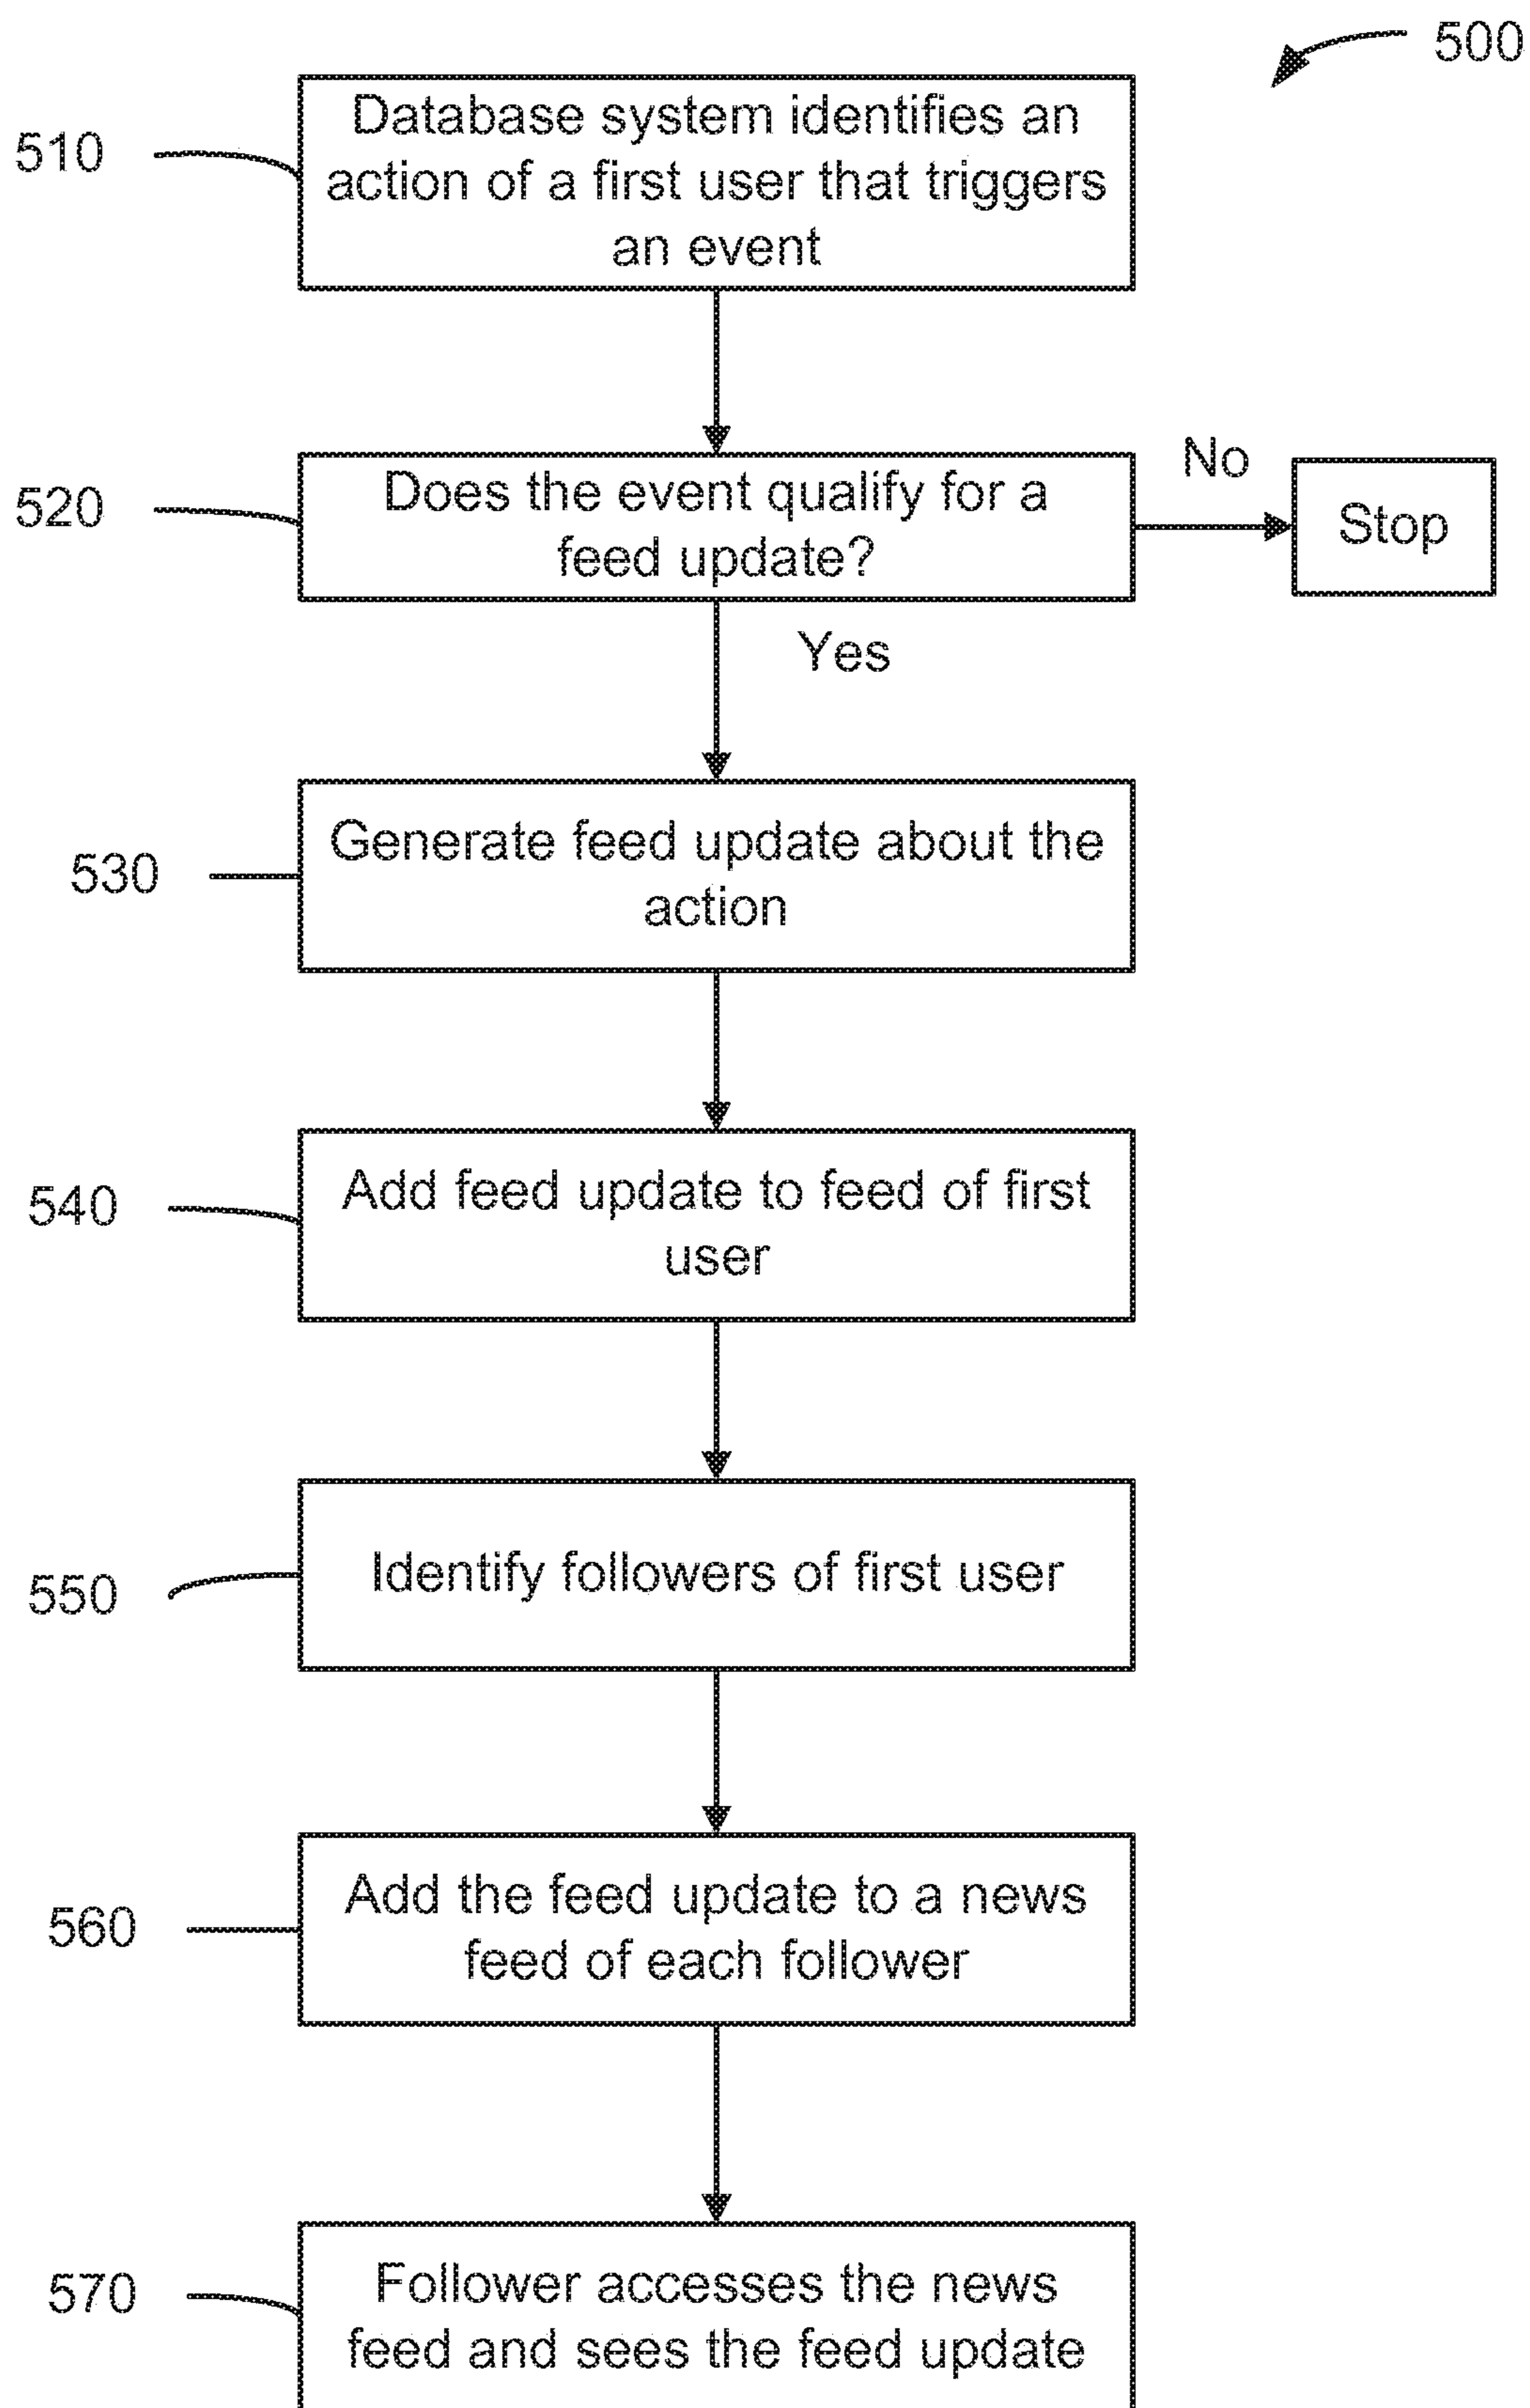 500
510
Database system identifies an
action of a first user that triggers
an event
520
Does the event qualify for a
feed update?
No
Stop
Yes
530
Generate feed update about the
action
540
Add feed update to feed of first
user
550
Identify followers of first user
560
Add the feed update to a news
feed of each follower
570
Follower accesses the news
feed and sees the feed update